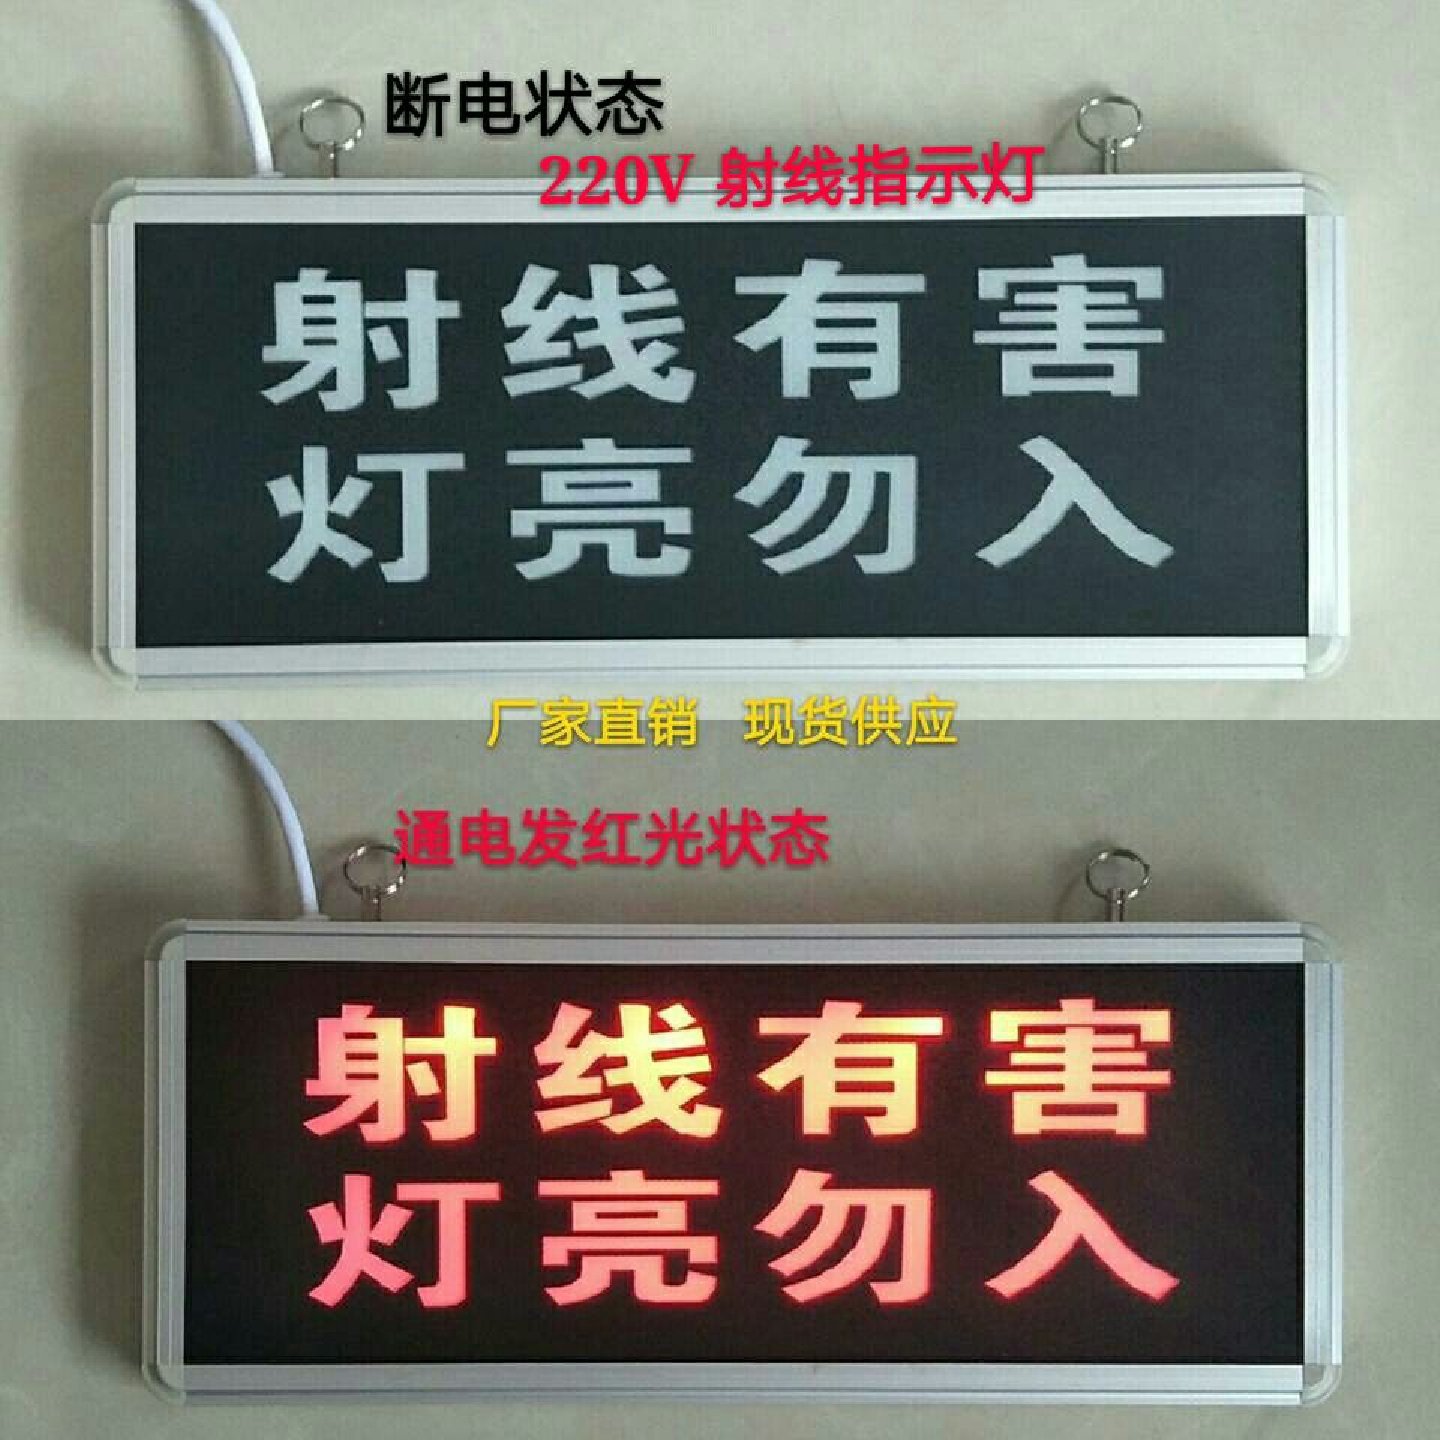 断电状态
220V 射线指示灯
射线有害
灯亮勿入
厂家直销 现货供应
通电发红光状态
射线有害
灯亮勿入